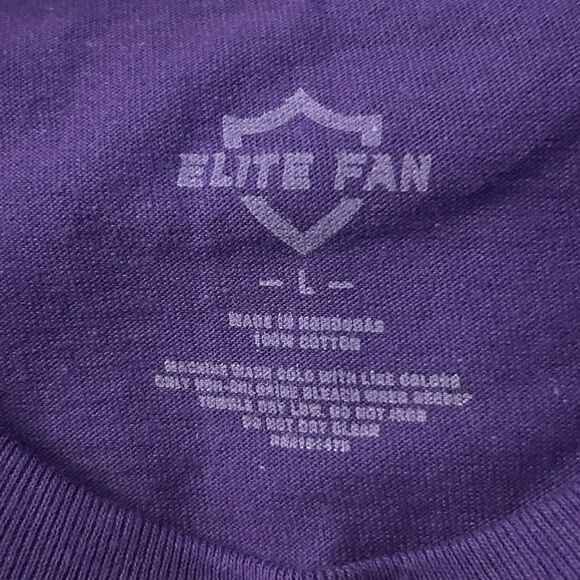 ELITE FAN
— L —
MADE IN HONDURAS
100% COTTON
MACHINE WASH COLD WITH LIKE COLORS
ONLY NON-CHLORINE BLEACH WHEN NEEDED
TUMBLE DRY LOW. DO NOT IRON
DO NOT DRY CLEAN